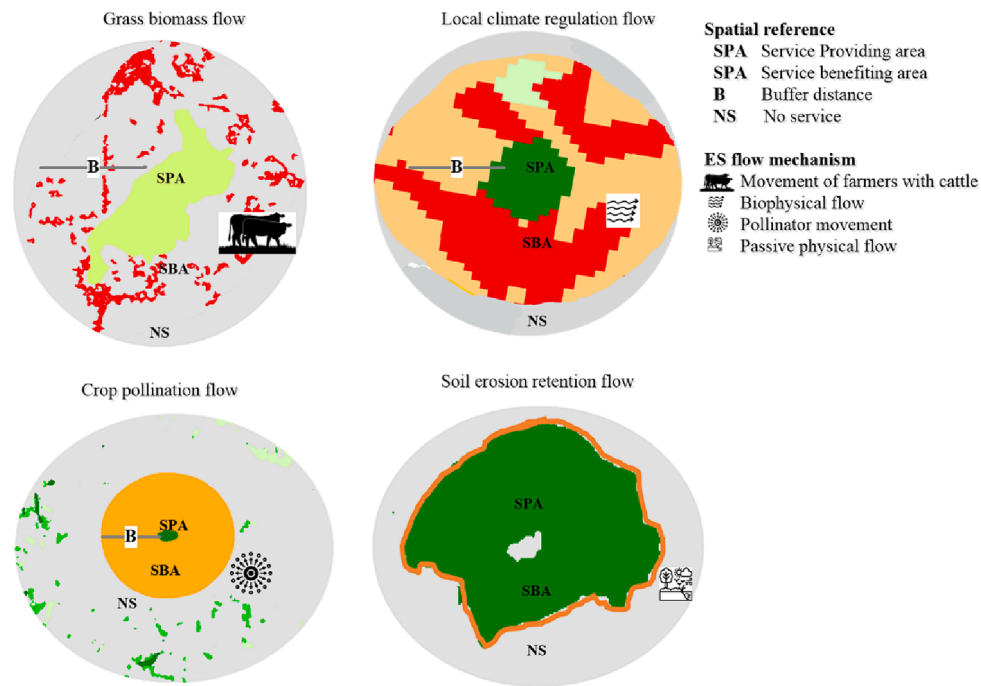 Grass biomass flow
Local climate regulation flow
B
SPA
SBA
NS
B
SPA
SBA
NS
Spatial reference
SPA Service Providing area
SPA Service benefiting area
B Buffer distance
NS No service
ES flow mechanism
Movement of farmers with cattle
Biophysical flow
Pollinator movement
Passive physical flow
Crop pollination flow
Soil erosion retention flow
SPA
B
SBA
NS
SPA
SBA
NS